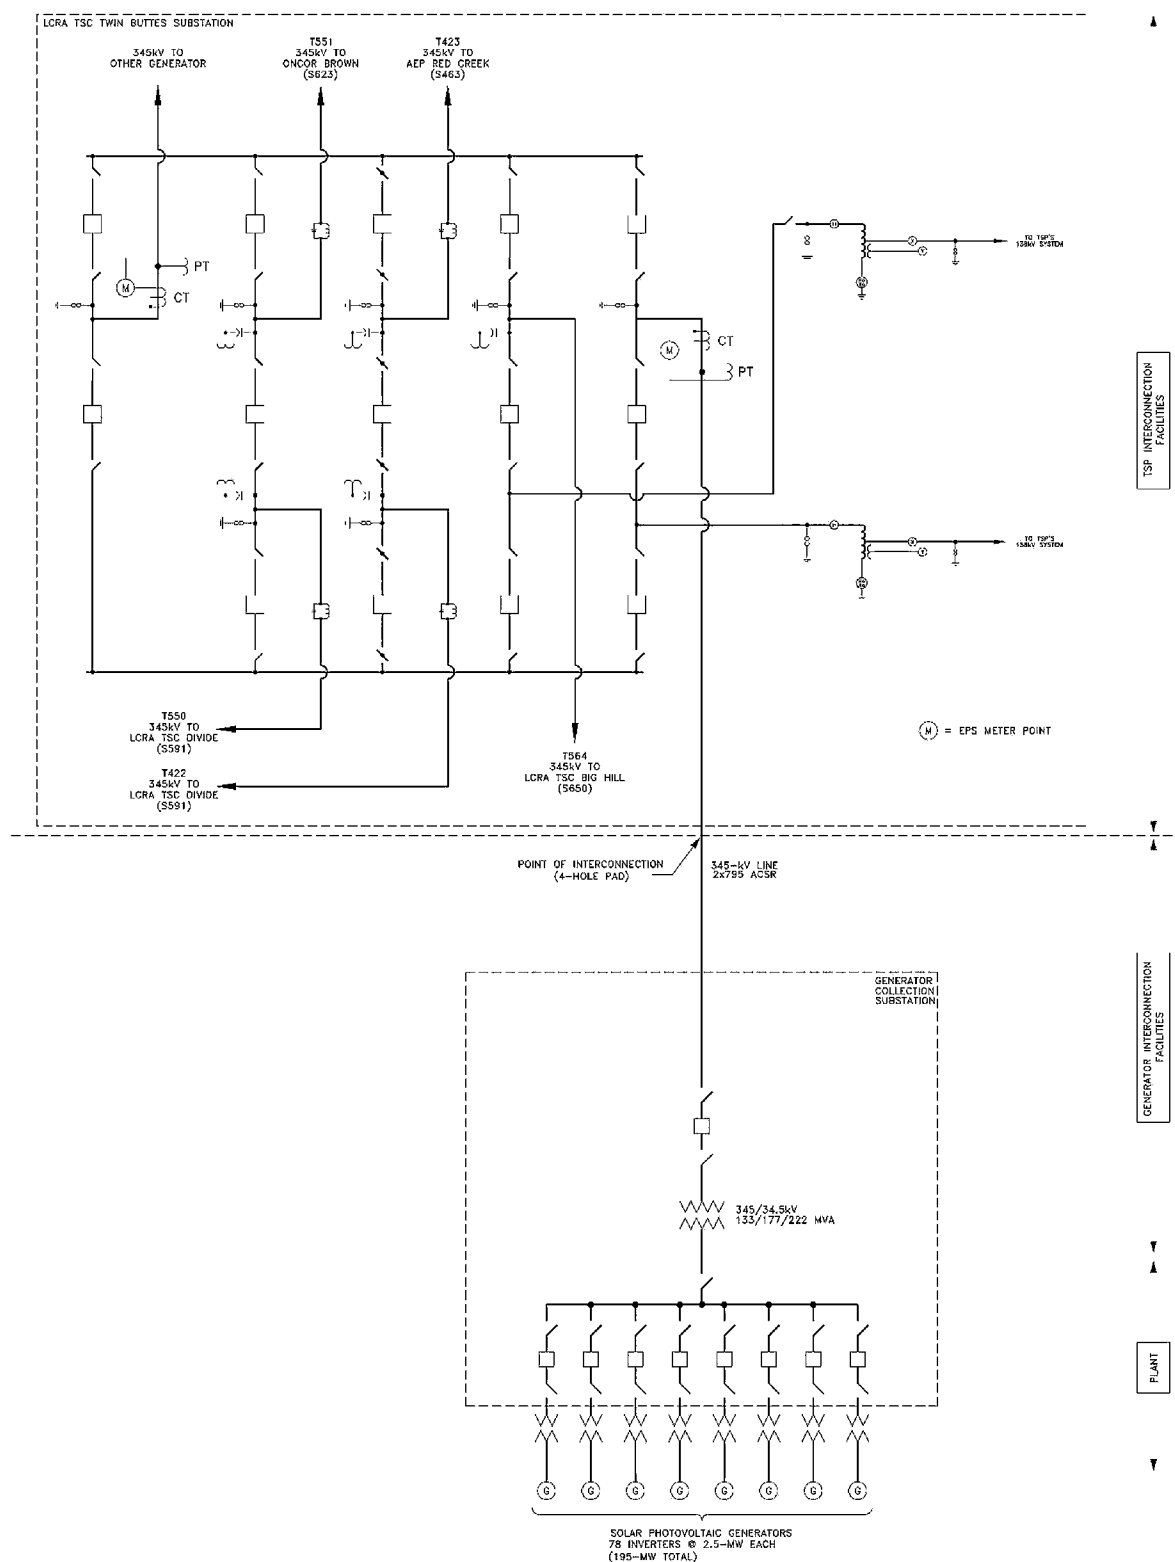 LCRA TSC TWIN BUTTES SUBSTATION
345kV TO
OTHER GENERATOR
T551
345kV TO
ONCOR BROWN
(S623)
T423
345kV TO
AEP RED CREEK
(S463)
PT
M
CT
TO TSP'S
138kV SYSTEM
M
CT
PT
TSP INTERCONNECTION
FACILITIES
TO TSP'S
138kV SYSTEM
T550
345kV TO
LCRA TSC DIVIDE
(S591)
T422
345kV TO
LCRA TSC DIVIDE
(S591)
T564
345kV TO
LCRA TSC BIG HILL
(S650)
M = EPS METER POINT
POINT OF INTERCONNECTION
(4-HOLE PAD)
345-kV LINE
2x795 ACSR
GENERATOR
COLLECTION
SUBSTATION
GENERATOR INTERCONNECTION
FACILITIES
345/34.5kV
133/177/222 MVA
PLANT
G G G G G G G G
SOLAR PHOTOVOLTAIC GENERATORS
78 INVERTERS @ 2.5-MW EACH
(195-MW TOTAL)